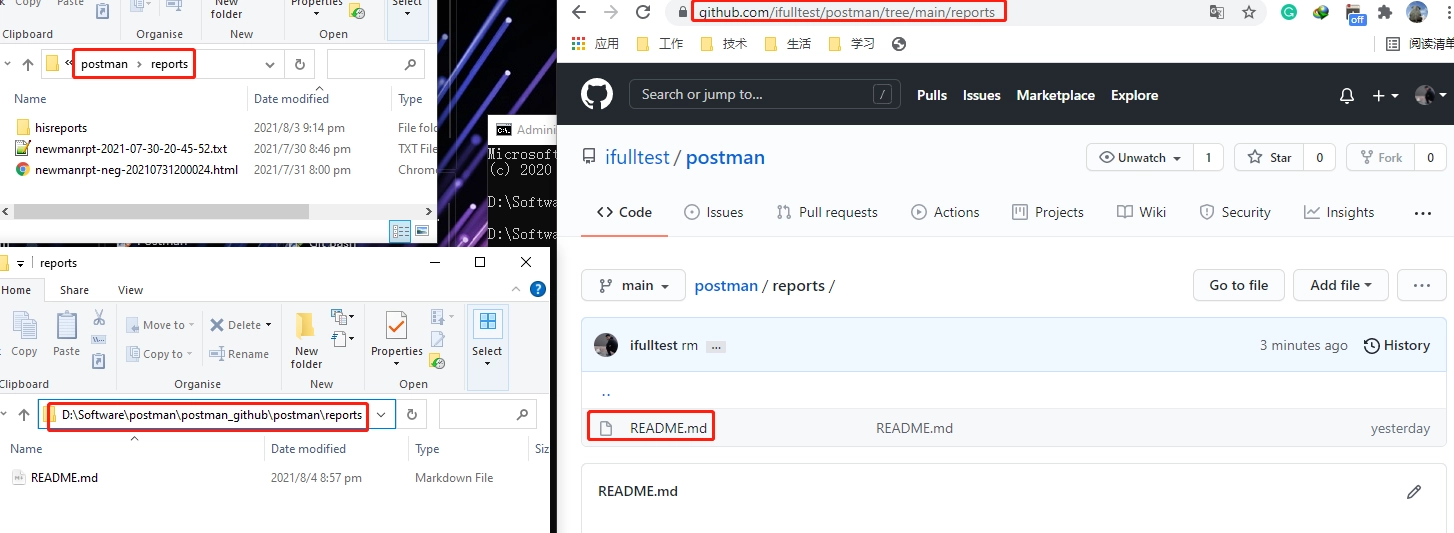 Copy
Paste
Copy to
Rename
New
folder
Properties
Select
Clipboard
Organise
New
Open
postman › reports
Name Date modified Type
hisreports 2021/8/3 9:14 pm File fold
newmanrpt-2021-07-30-20-45-52.txt 2021/7/30 8:46 pm TXT File
newmanrpt-neg-20210731200024.html 2021/7/31 8:00 pm Chrome
Postman
Git Bash
Admini
Microsoft
(c) 2020
D:\Softwa
D:\Softwa
reports
Home Share View
Copy
Paste
Move to
Copy to
Delete
Rename
New
folder
Properties
Select
Clipboard
Organise
New
Open
D:\Software\postman\postman_github\postman\reports
Name Date modified Type Siz
README.md 2021/8/4 8:57 pm Markdown File
github.com/ifulltest/postman/tree/main/reports
off
应用 工作 技术 生活 学习
阅读清单
Search or jump to... /
Pulls Issues Marketplace Explore
ifulltest / postman
Unwatch 1 Star 0 Fork 0
Code Issues Pull requests Actions Projects Wiki Security Insights ...
main postman / reports /
Go to file Add file ...
ifulltest rm ... 3 minutes ago History
..
README.md README.md yesterday
README.md